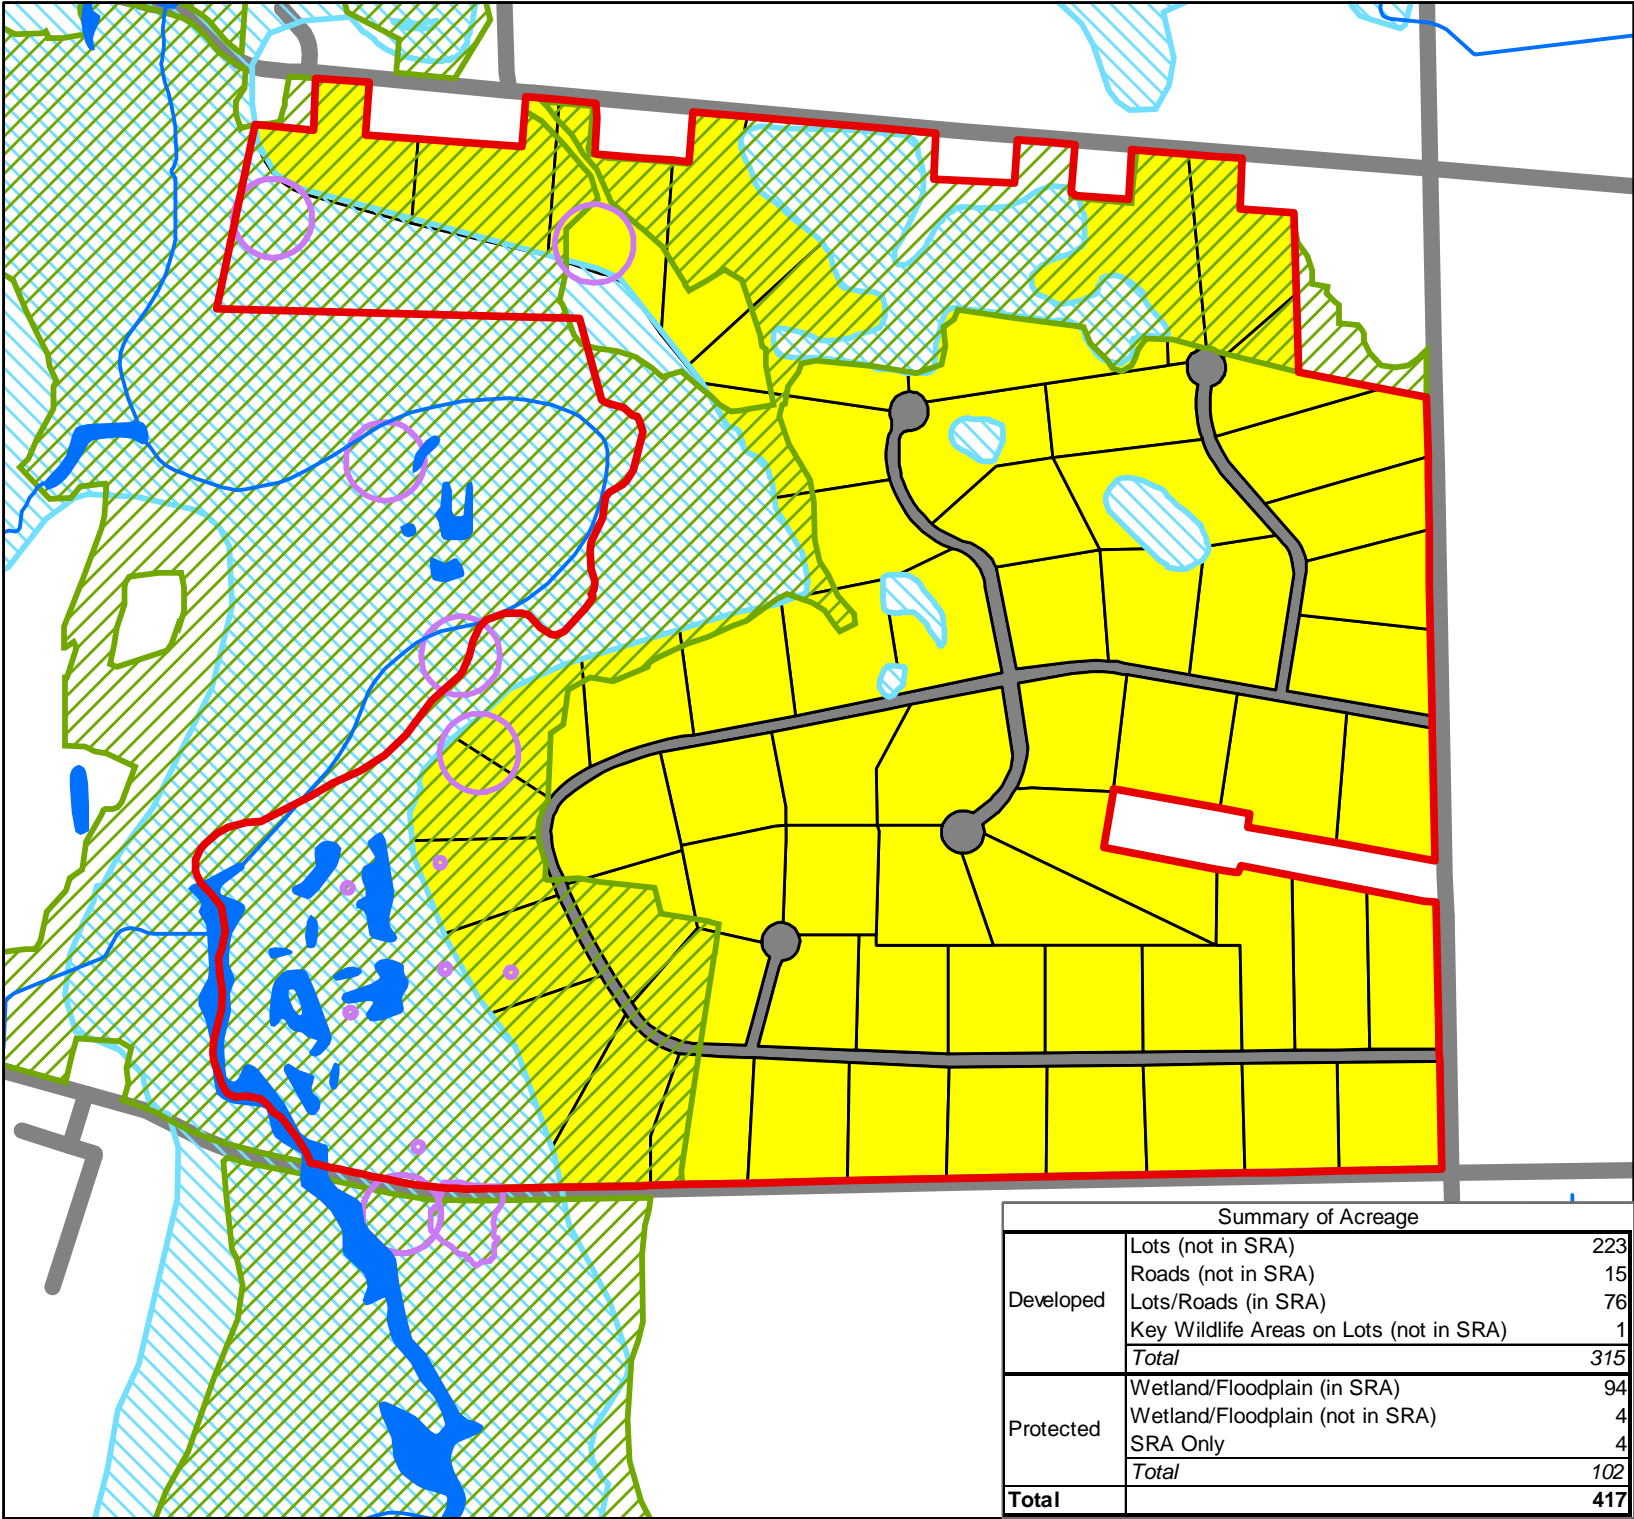 Summary of Acreage
Developed
Lots (not in SRA) 223
Roads (not in SRA) 15
Lots/Roads (in SRA) 76
Key Wildlife Areas on Lots (not in SRA) 1
Total 315
Protected
Wetland/Floodplain (in SRA) 94
Wetland/Floodplain (not in SRA) 4
SRA Only 4
Total 102
Total 417